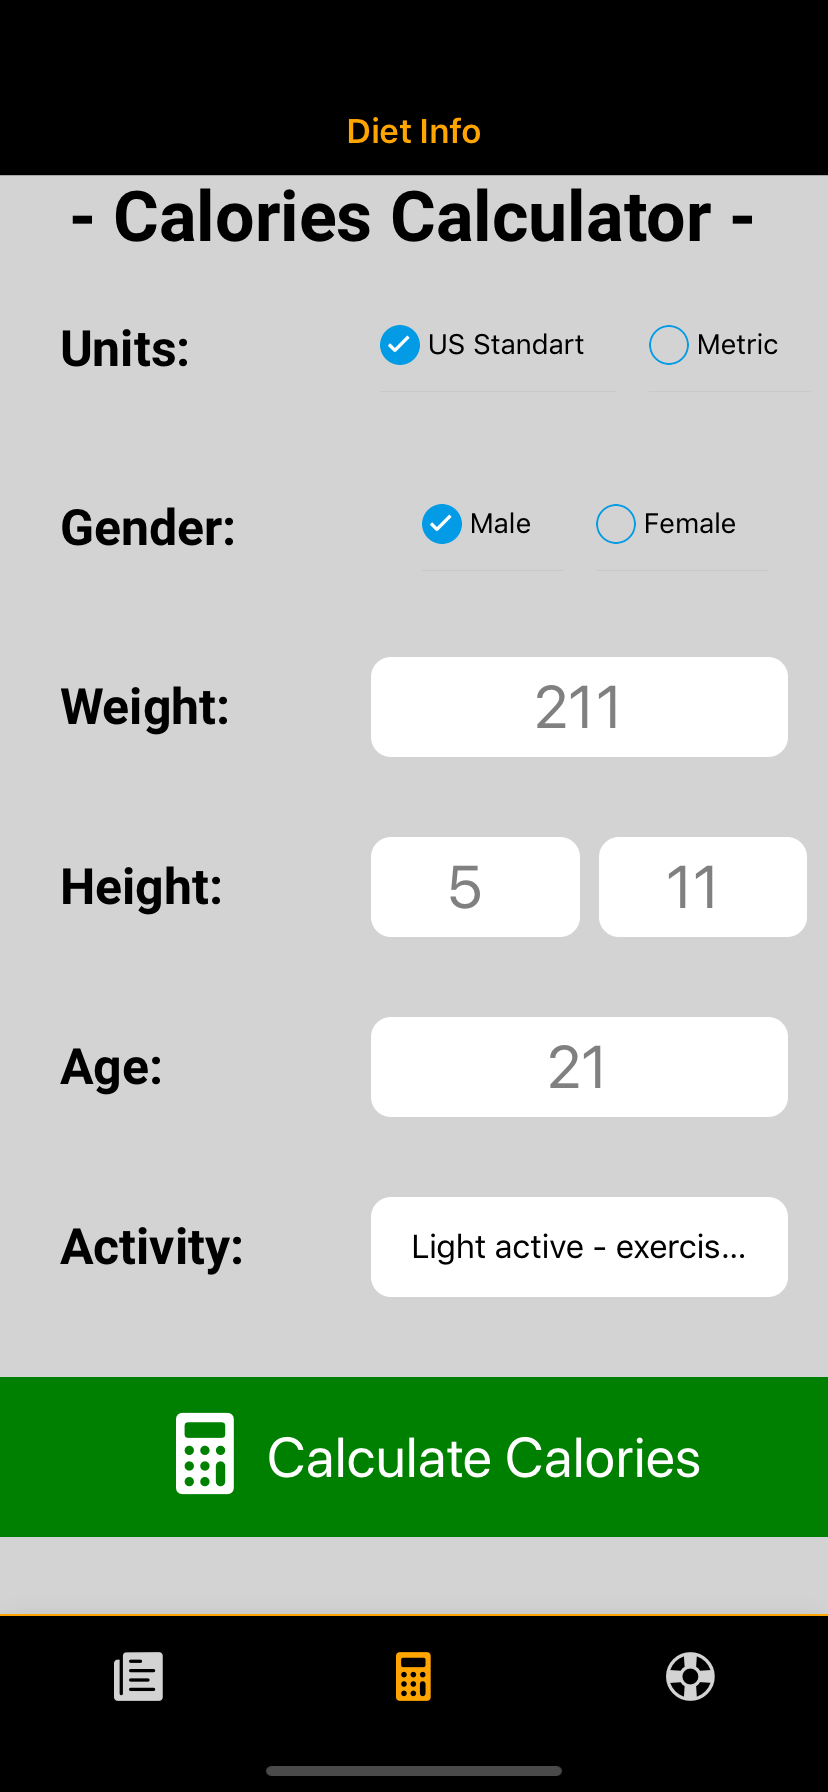 Diet Info
- Calories Calculator -
Units: US Standart Metric
Gender: Male Female
Weight: 211
Height: 5 11
Age: 21
Activity: Light active - exercis...
Calculate Calories